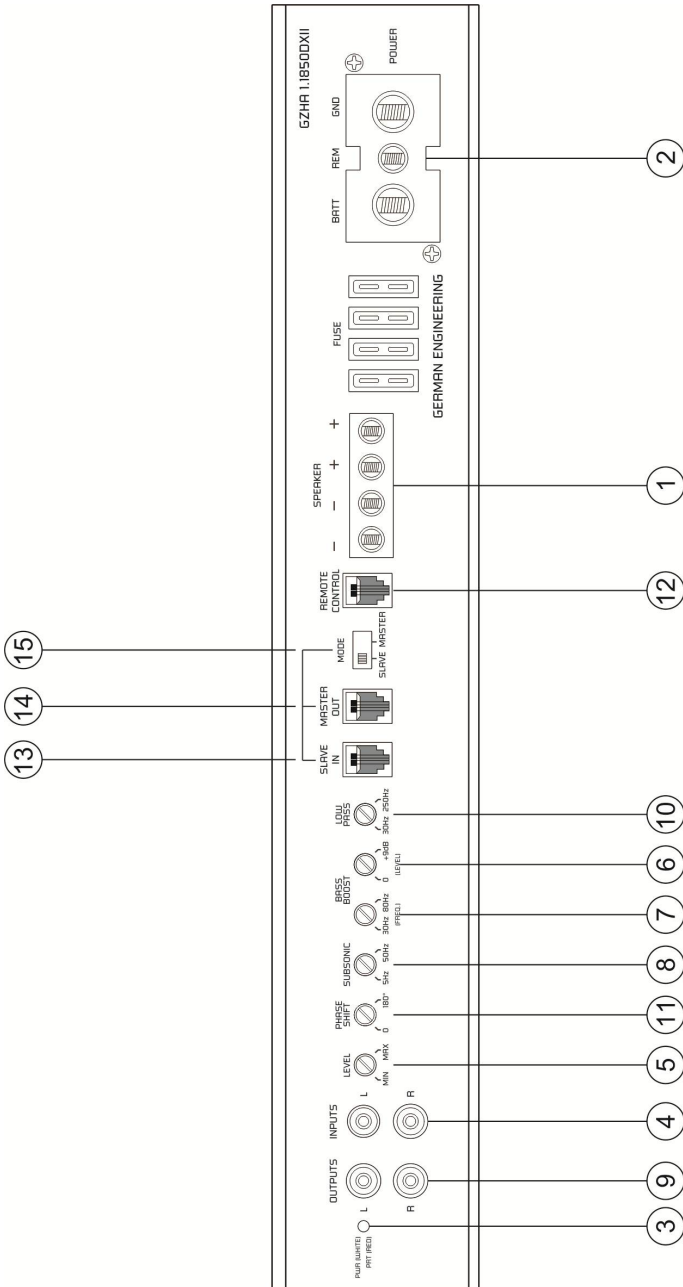 13
14
15
GZHA 1.1850DXII
PWR (WHITE)
PRT (RED)
OUTPUTS
L
R
INPUTS
L
R
LEVEL
MIN
MAX
PHASE
SHIFT
0
180°
SUBSONIC
5Hz
50Hz
BASS
BOOST
30Hz
80Hz
(FREQ.)
0
+9dB
(LEVEL)
LOW
PASS
30Hz
250Hz
SLAVE
IN
MASTER
OUT
MODE
SLAVE
MASTER
REMOTE
CONTROL
SPEAKER
−
−
+
+
FUSE
GERMAN ENGINEERING
BATT
REM
GND
POWER
3
9
4
5
11
8
7
6
10
12
1
2